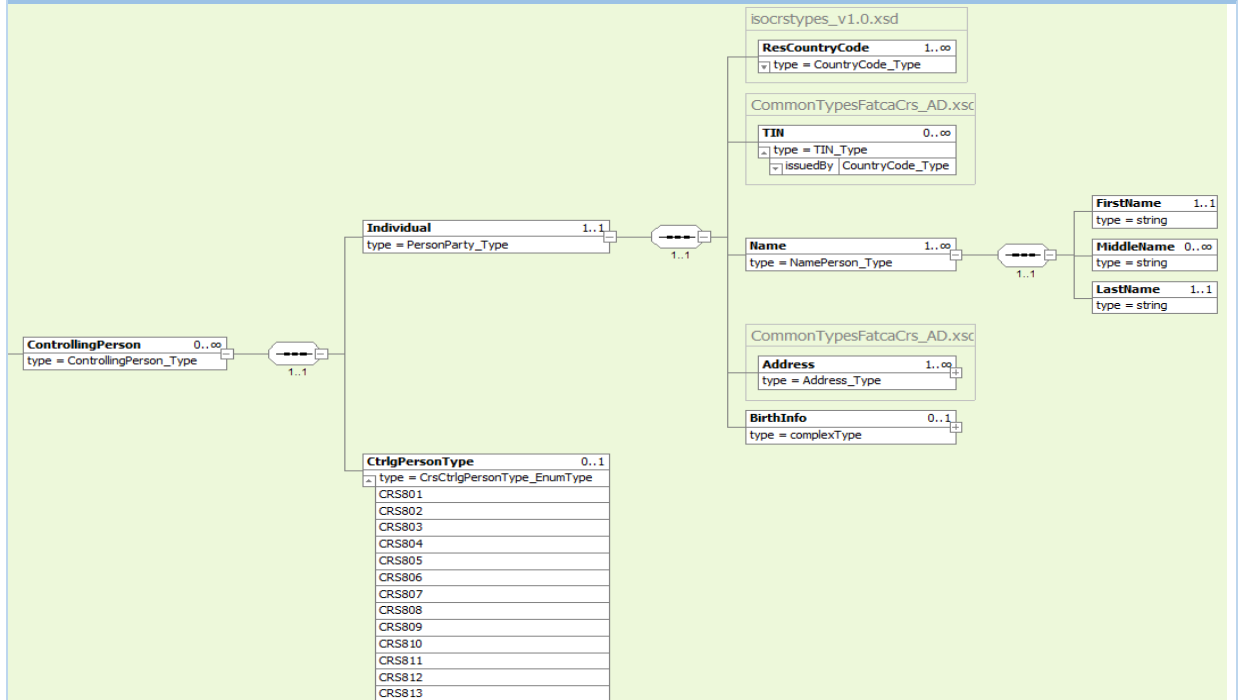 isocrstypes_v1.0.xsd
ResCountryCode 1..∞
type = CountryCode_Type
CommonTypesFatcaCrs_AD.xsc
TIN 0..∞
type = TIN_Type
issuedBy CountryCode_Type
Individual 1..1
type = PersonParty_Type
1..1
Name 1..∞
type = NamePerson_Type
1..1
FirstName 1..1
type = string
MiddleName 0..∞
type = string
LastName 1..1
type = string
ControllingPerson 0..∞
type = ControllingPerson_Type
1..1
CommonTypesFatcaCrs_AD.xsc
Address 1..∞
type = Address_Type
BirthInfo 0..1
type = complexType
CtrlgPersonType 0..1
type = CrsCtrlgPersonType_EnumType
CRS801
CRS802
CRS803
CRS804
CRS805
CRS806
CRS807
CRS808
CRS809
CRS810
CRS811
CRS812
CRS813